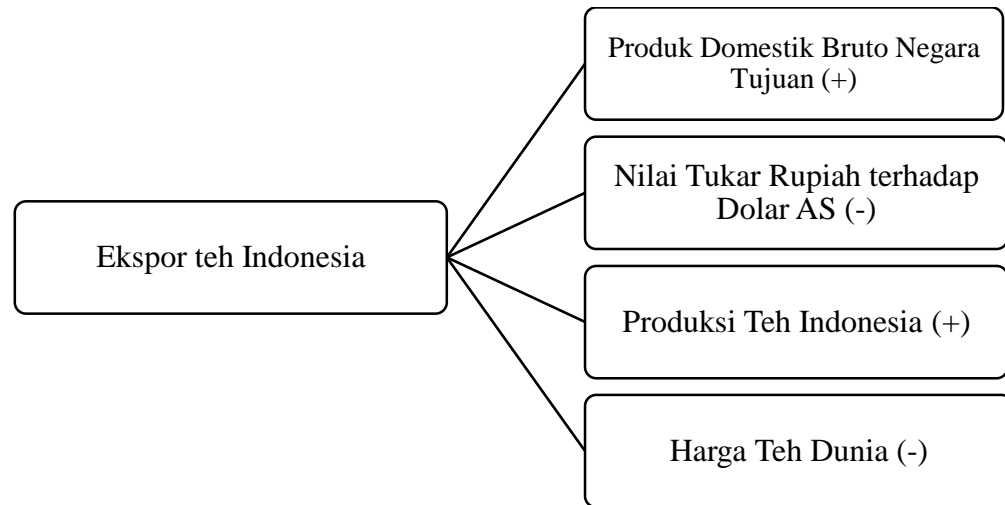 Produk Domestik Bruto Negara
Tujuan (+)
Nilai Tukar Rupiah terhadap
Dolar AS (-)
Ekspor teh Indonesia
Produksi Teh Indonesia (+)
Harga Teh Dunia (-)